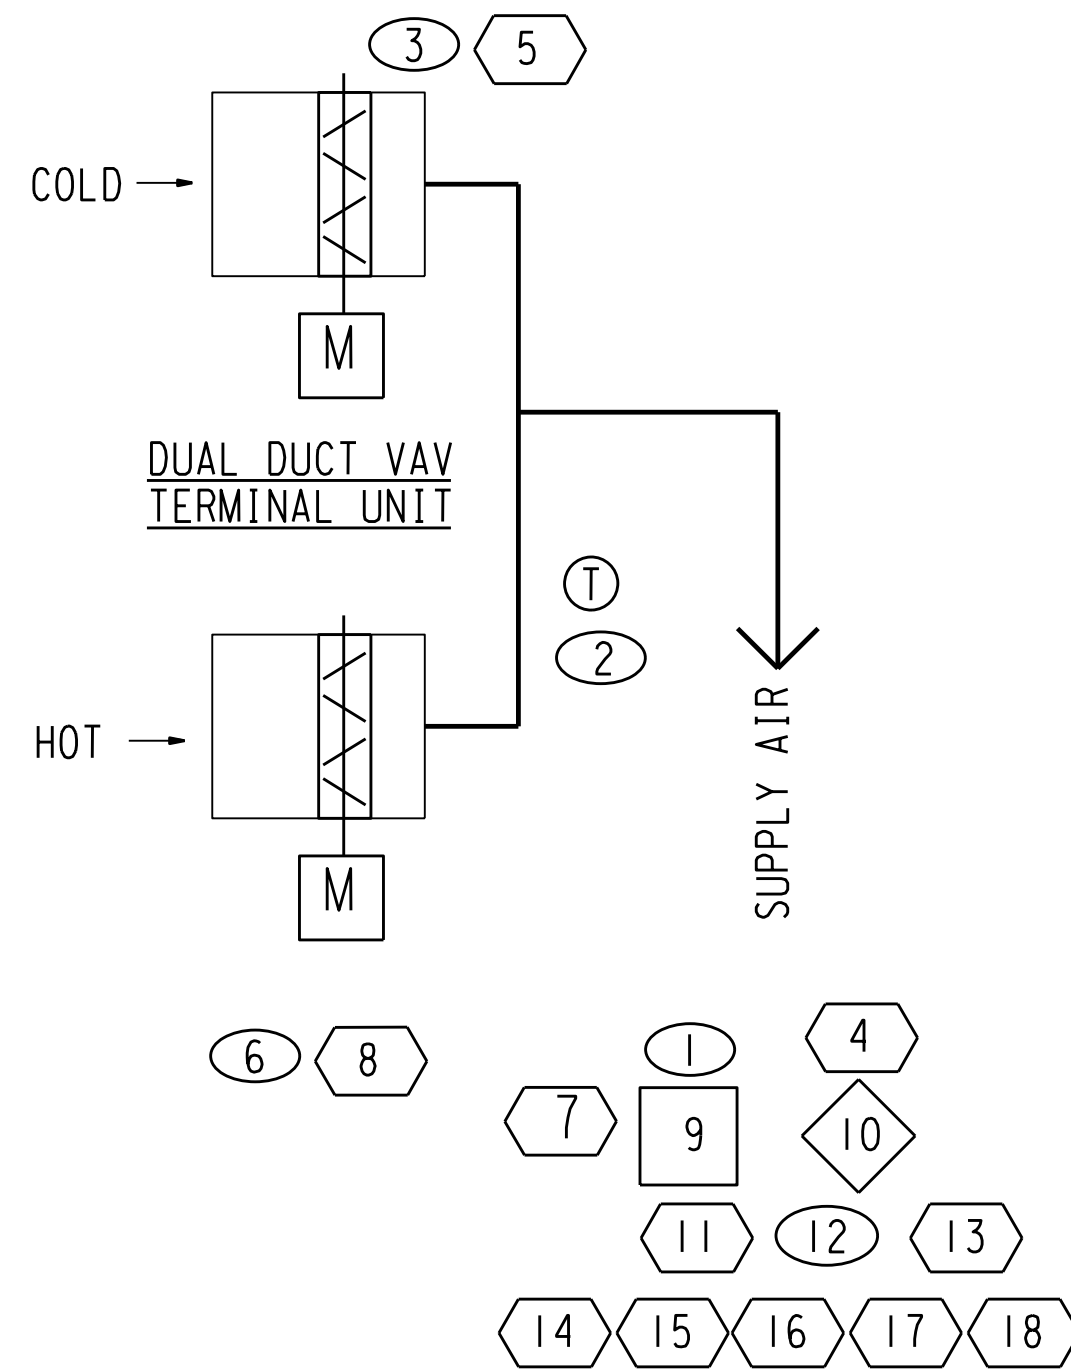 3 5
COLD
M
DUAL DUCT VAV
TERMINAL UNIT
T
2
HOT
SUPPLY AIR
M
6 8
1 4
7 9 10
11 12 13
14 15 16 17 18